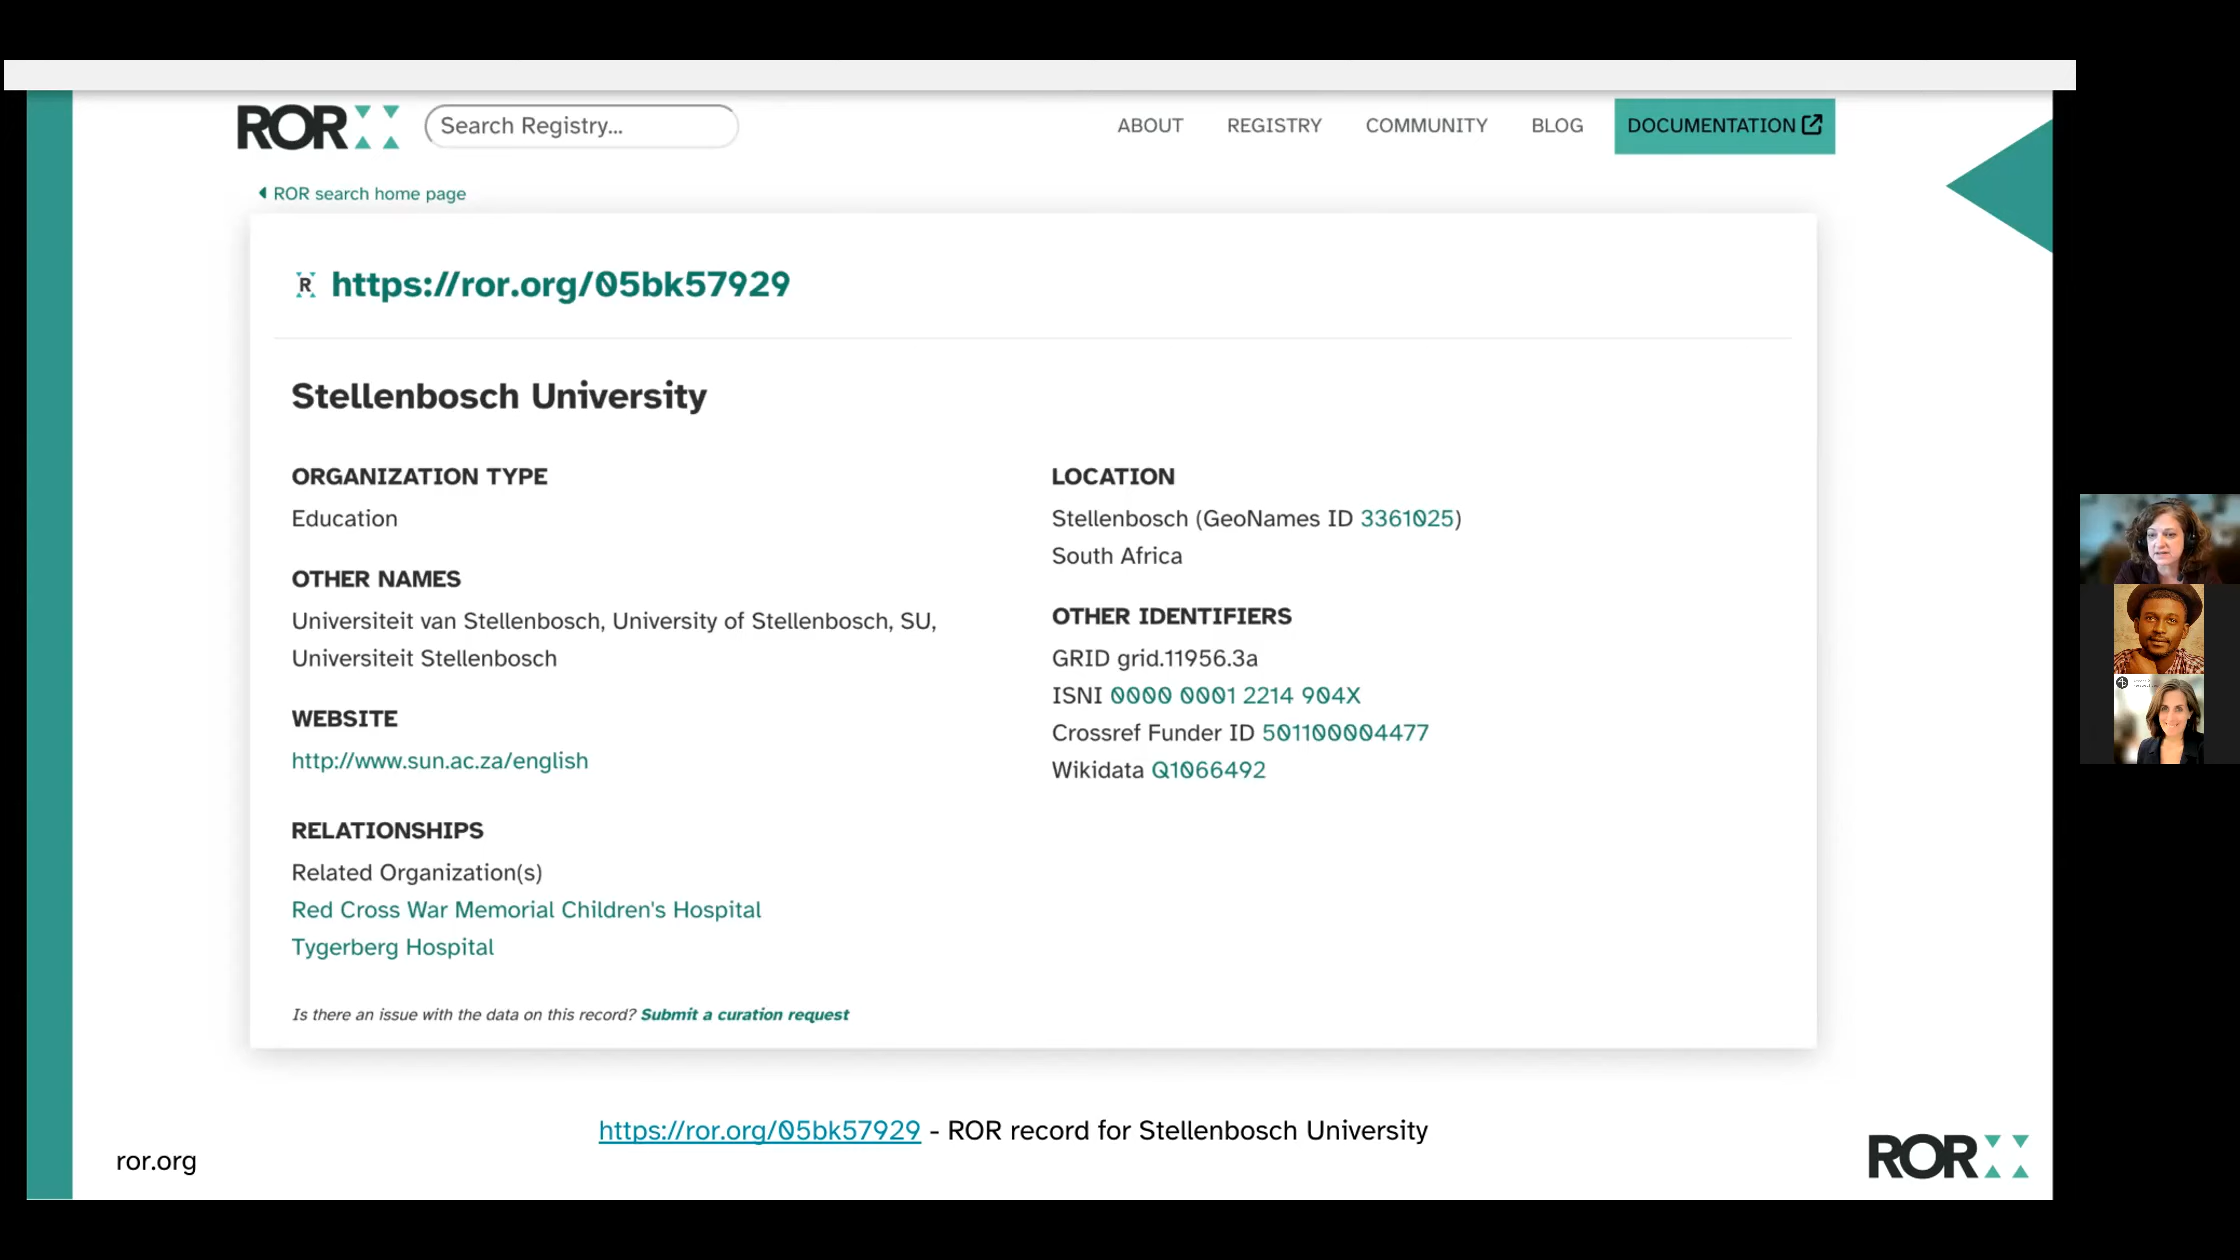 ROR
Search Registry...
ABOUT
REGISTRY
COMMUNITY
BLOG
DOCUMENTATION
ROR search home page
R https://ror.org/05bk57929
Stellenbosch University
ORGANIZATION TYPE
Education
OTHER NAMES
Universiteit van Stellenbosch, University of Stellenbosch, SU,
Universiteit Stellenbosch
WEBSITE
http://www.sun.ac.za/english
RELATIONSHIPS
Related Organization(s)
Red Cross War Memorial Children's Hospital
Tygerberg Hospital
LOCATION
Stellenbosch (GeoNames ID 3361025)
South Africa
OTHER IDENTIFIERS
GRID grid.11956.3a
ISNI 0000 0001 2214 904X
Crossref Funder ID 501100004477
Wikidata Q1066492
Is there an issue with the data on this record? Submit a curation request
https://ror.org/05bk57929 - ROR record for Stellenbosch University
ror.org
ROR